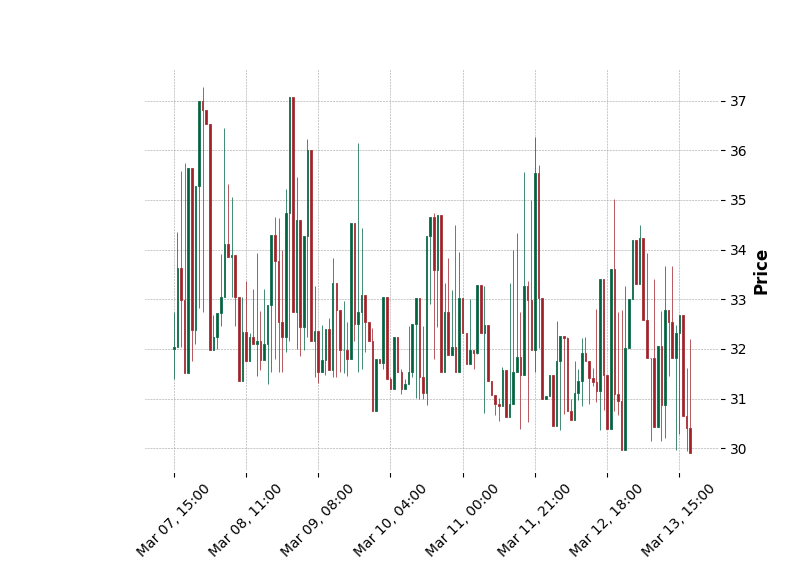 37
36
35
34
33
32
31
30
Price
Mar 07, 15:00
Mar 08, 11:00
Mar 09, 08:00
Mar 10, 04:00
Mar 11, 00:00
Mar 11, 21:00
Mar 12, 18:00
Mar 13, 15:00